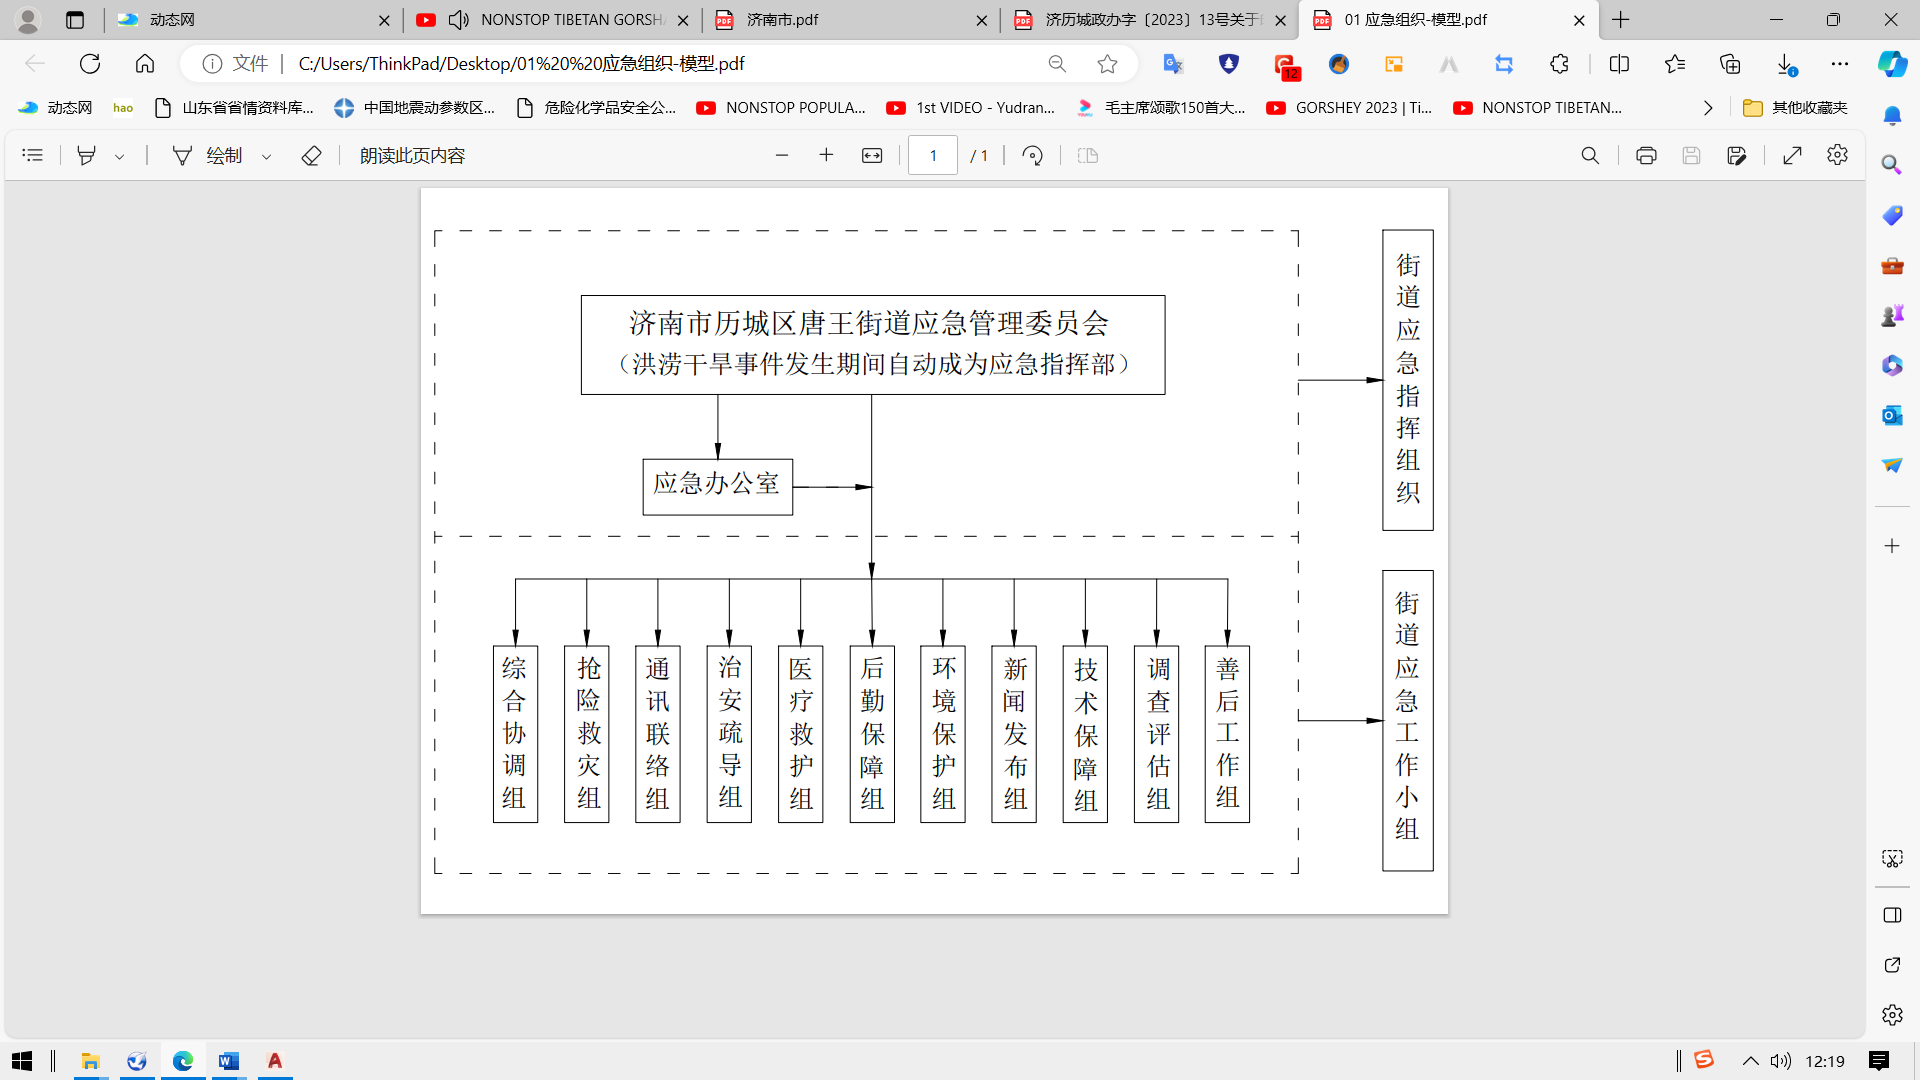 动态网
NONSTOP TIBETAN GORSHA
济南市.pdf
济历城政办字〔2023〕13号关于
01 应急组织-模型.pdf
文件
C:/Users/ThinkPad/Desktop/01%20%20应急组织-模型.pdf
12
动态网
hao
山东省省情资料库...
中国地震动参数区...
危险化学品安全公...
NONSTOP POPULA...
1st VIDEO - Yudran...
毛主席颂歌150首大...
GORSHEY 2023 | Ti...
NONSTOP TIBETAN...
其他收藏夹
绘制
朗读此页内容
1
/ 1
济南市历城区唐王街道应急管理委员会
（洪涝干旱事件发生期间自动成为应急指挥部）
应急办公室
街道应急指挥组织
综合协调组
抢险救灾组
通讯联络组
治安疏导组
医疗救护组
后勤保障组
环境保护组
新闻发布组
技术保障组
调查评估组
善后工作组
街道应急工作小组
12:19